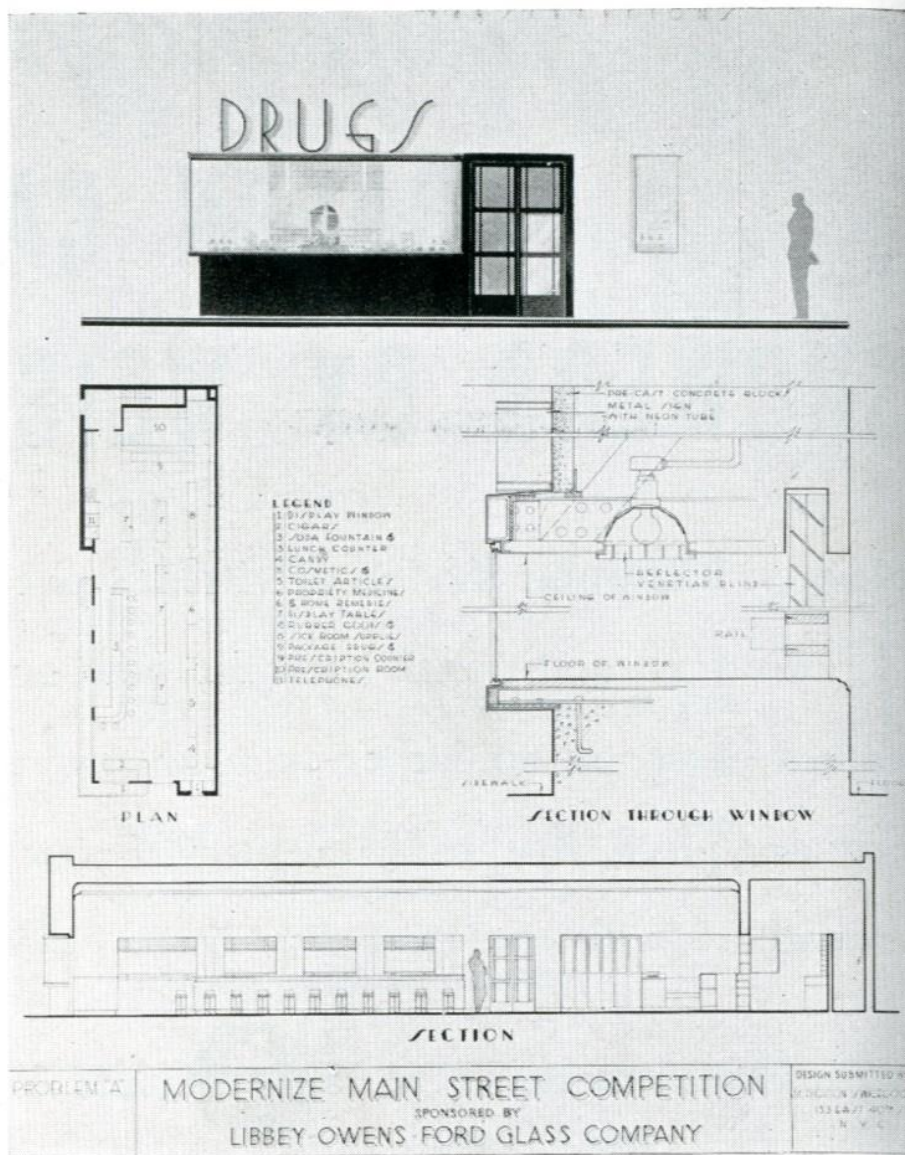 DRUGS
PRE-CAST CONCRETE BLOCK
METAL SIGN
WITH NEON TUBE
REFLECTOR
VENETIAN BLIND
CEILING OF WINDOW
RAIL
FLOOR OF WINDOW
SIDEWALK
LEGEND
1 DISPLAY WINDOW
2 CIGARS
3 SODA FOUNTAIN &
3 LUNCH COUNTER
4 CANDY
5 COSMETICS &
5 TOILET ARTICLES
6 PROPRIETY MEDICINES
6 & HOME REMEDIES
7 DISPLAY TABLES
RUBBER GOODS &
SICK ROOM SUPPLIES
PACKAGE DRUGS &
9 PRESCRIPTION COUNTER
10 PRESCRIPTION ROOM
11 TELEPHONES
PLAN
SECTION THROUGH WINDOW
SECTION
PROBLEM "A"
MODERNIZE MAIN STREET COMPETITION
SPONSORED BY
LIBBEY·OWENS·FORD GLASS COMPANY
DESIGN SUBMITTED
N.Y.C.